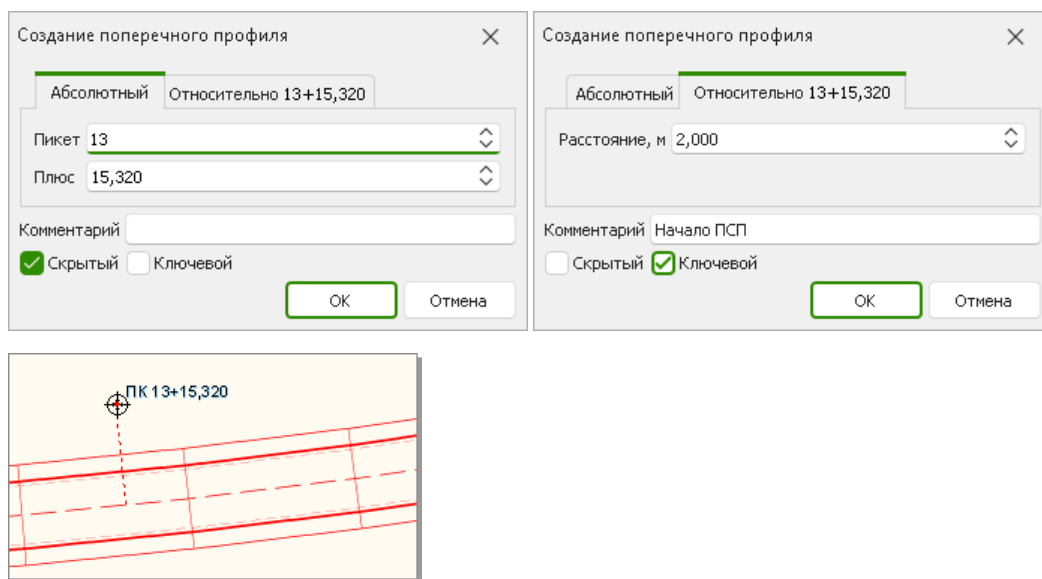 Создание поперечного профиля
Абсолютный Относительно 13+15,320
Пикет 13
Плюс 15,320
Комментарий
Скрытый Ключевой
ОК Отмена
Создание поперечного профиля
Абсолютный Относительно 13+15,320
Расстояние, м 2,000
Комментарий Начало ПСП
Скрытый Ключевой
ОК Отмена
ПК 13+15,320